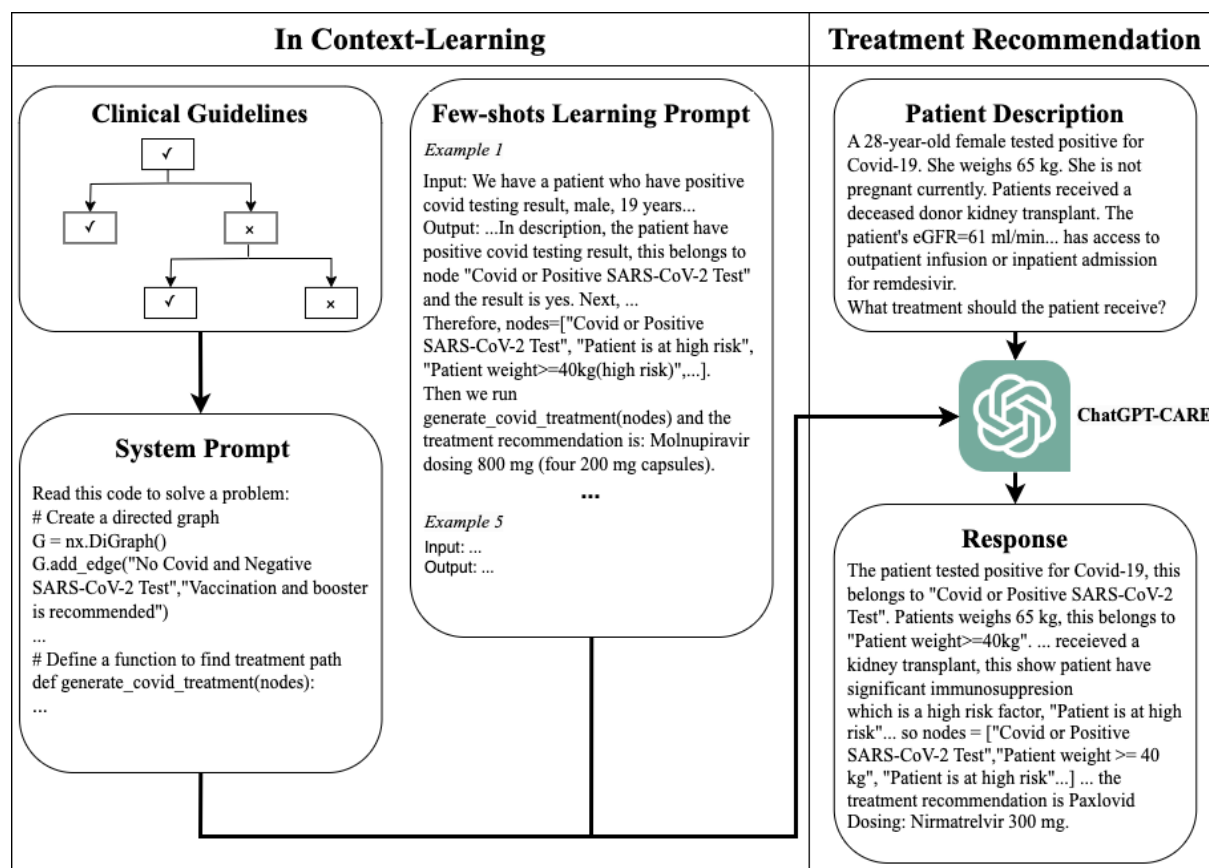 In Context-Learning
Treatment Recommendation
Clinical Guidelines
✓
✓
×
✓
×
System Prompt
Read this code to solve a problem:
# Create a directed graph
G = nx.DiGraph()
G.add_edge("No Covid and Negative
SARS-CoV-2 Test","Vaccination and booster
is recommended")
...
# Define a function to find treatment path
def generate_covid_treatment(nodes):
...
Few-shots Learning Prompt
Example 1
Input: We have a patient who have positive
covid testing result, male, 19 years...
Output: ...In description, the patient have
positive covid testing result, this belongs to
node "Covid or Positive SARS-CoV-2 Test"
and the result is yes. Next, ...
Therefore, nodes=["Covid or Positive
SARS-CoV-2 Test", "Patient is at high risk",
"Patient weight>=40kg(high risk)",...].
Then we run
generate_covid_treatment(nodes) and the
treatment recommendation is: Molnupiravir
dosing 800 mg (four 200 mg capsules).
...
Example 5
Input: ...
Output: ...
Patient Description
A 28-year-old female tested positive for
Covid-19. She weighs 65 kg. She is not
pregnant currently. Patients received a
deceased donor kidney transplant. The
patient's eGFR=61 ml/min... has access to
outpatient infusion or inpatient admission
for remdesivir.
What treatment should the patient receive?
ChatGPT-CARE
Response
The patient tested positive for Covid-19, this
belongs to "Covid or Positive SARS-CoV-2
Test". Patients weighs 65 kg, this belongs to
"Patient weight>=40kg". ... receieved a
kidney transplant, this show patient have
significant immunosuppresion
which is a high risk factor, "Patient is at high
risk"... so nodes = ["Covid or Positive
SARS-CoV-2 Test","Patient weight >= 40
kg", "Patient is at high risk"...] ... the
treatment recommendation is Paxlovid
Dosing: Nirmatrelvir 300 mg.